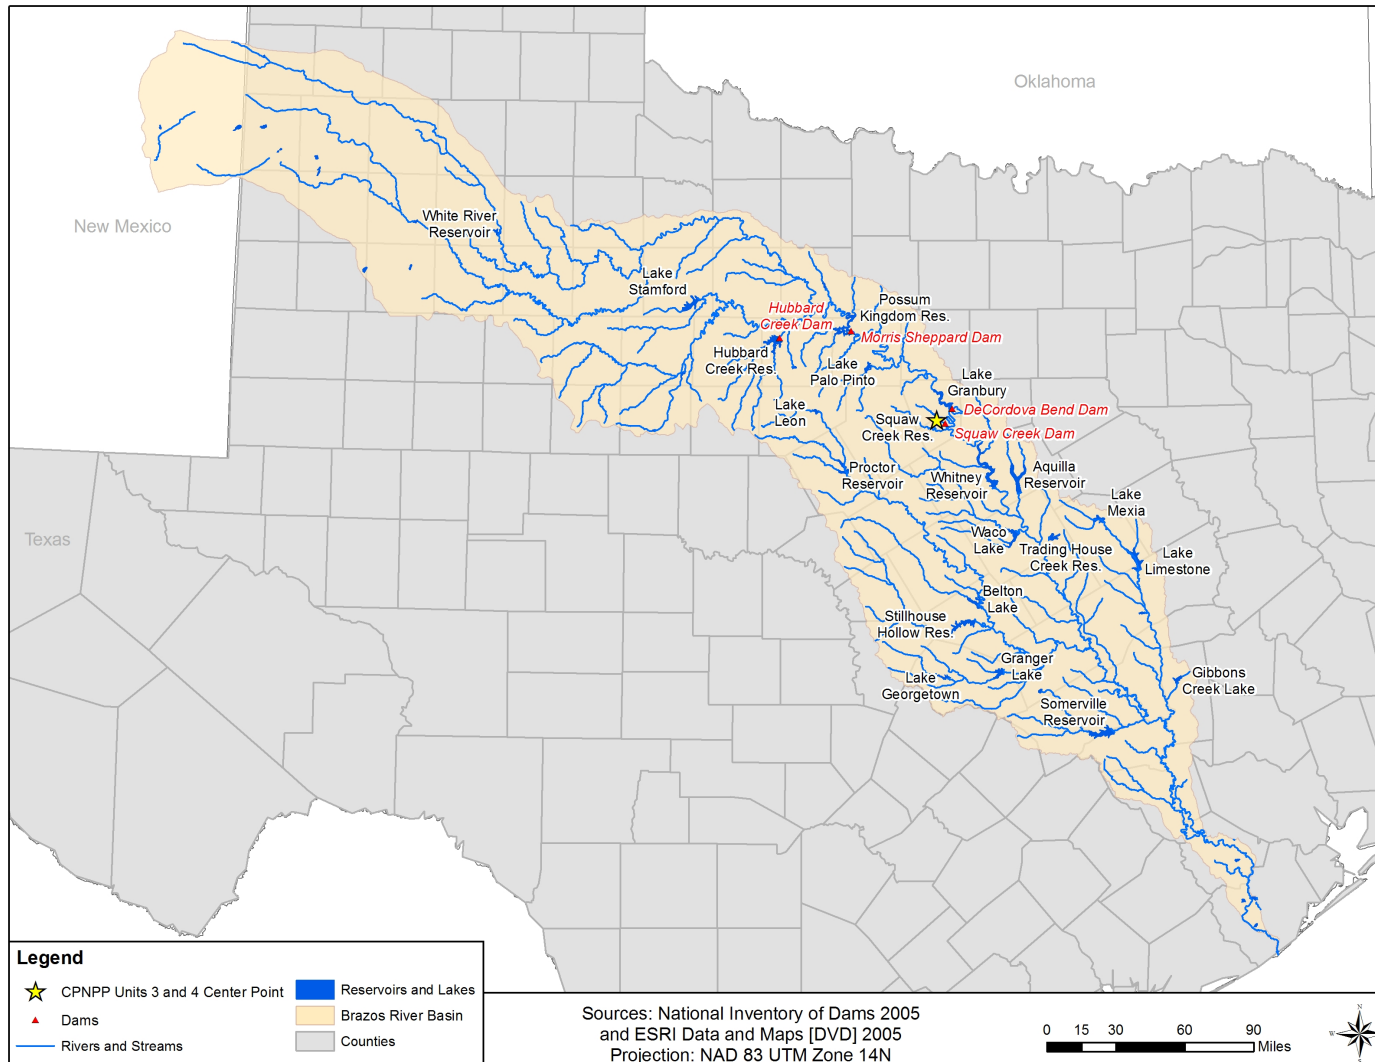 Oklahoma
New Mexico
Texas
White River
Reservoir
Lake
Stamford
Hubbard
Creek Dam
Possum
Kingdom Res.
Morris Sheppard Dam
Hubbard
Creek Res.
Lake
Palo Pinto
Lake
Granbury
Lake
Leon
Squaw
Creek Res.
DeCordova Bend Dam
Squaw Creek Dam
Proctor
Reservoir
Whitney
Reservoir
Aquilla
Reservoir
Lake
Mexia
Waco
Lake
Trading House
Creek Res.
Lake
Limestone
Belton
Lake
Stillhouse
Hollow Res.
Granger
Lake
Lake
Georgetown
Gibbons
Creek Lake
Somerville
Reservoir
Legend
CPNPP Units 3 and 4 Center Point
Dams
Rivers and Streams
Reservoirs and Lakes
Brazos River Basin
Counties
Sources: National Inventory of Dams 2005
and ESRI Data and Maps [DVD] 2005
Projection: NAD 83 UTM Zone 14N
0 15 30 60 90
Miles
N
W E
S